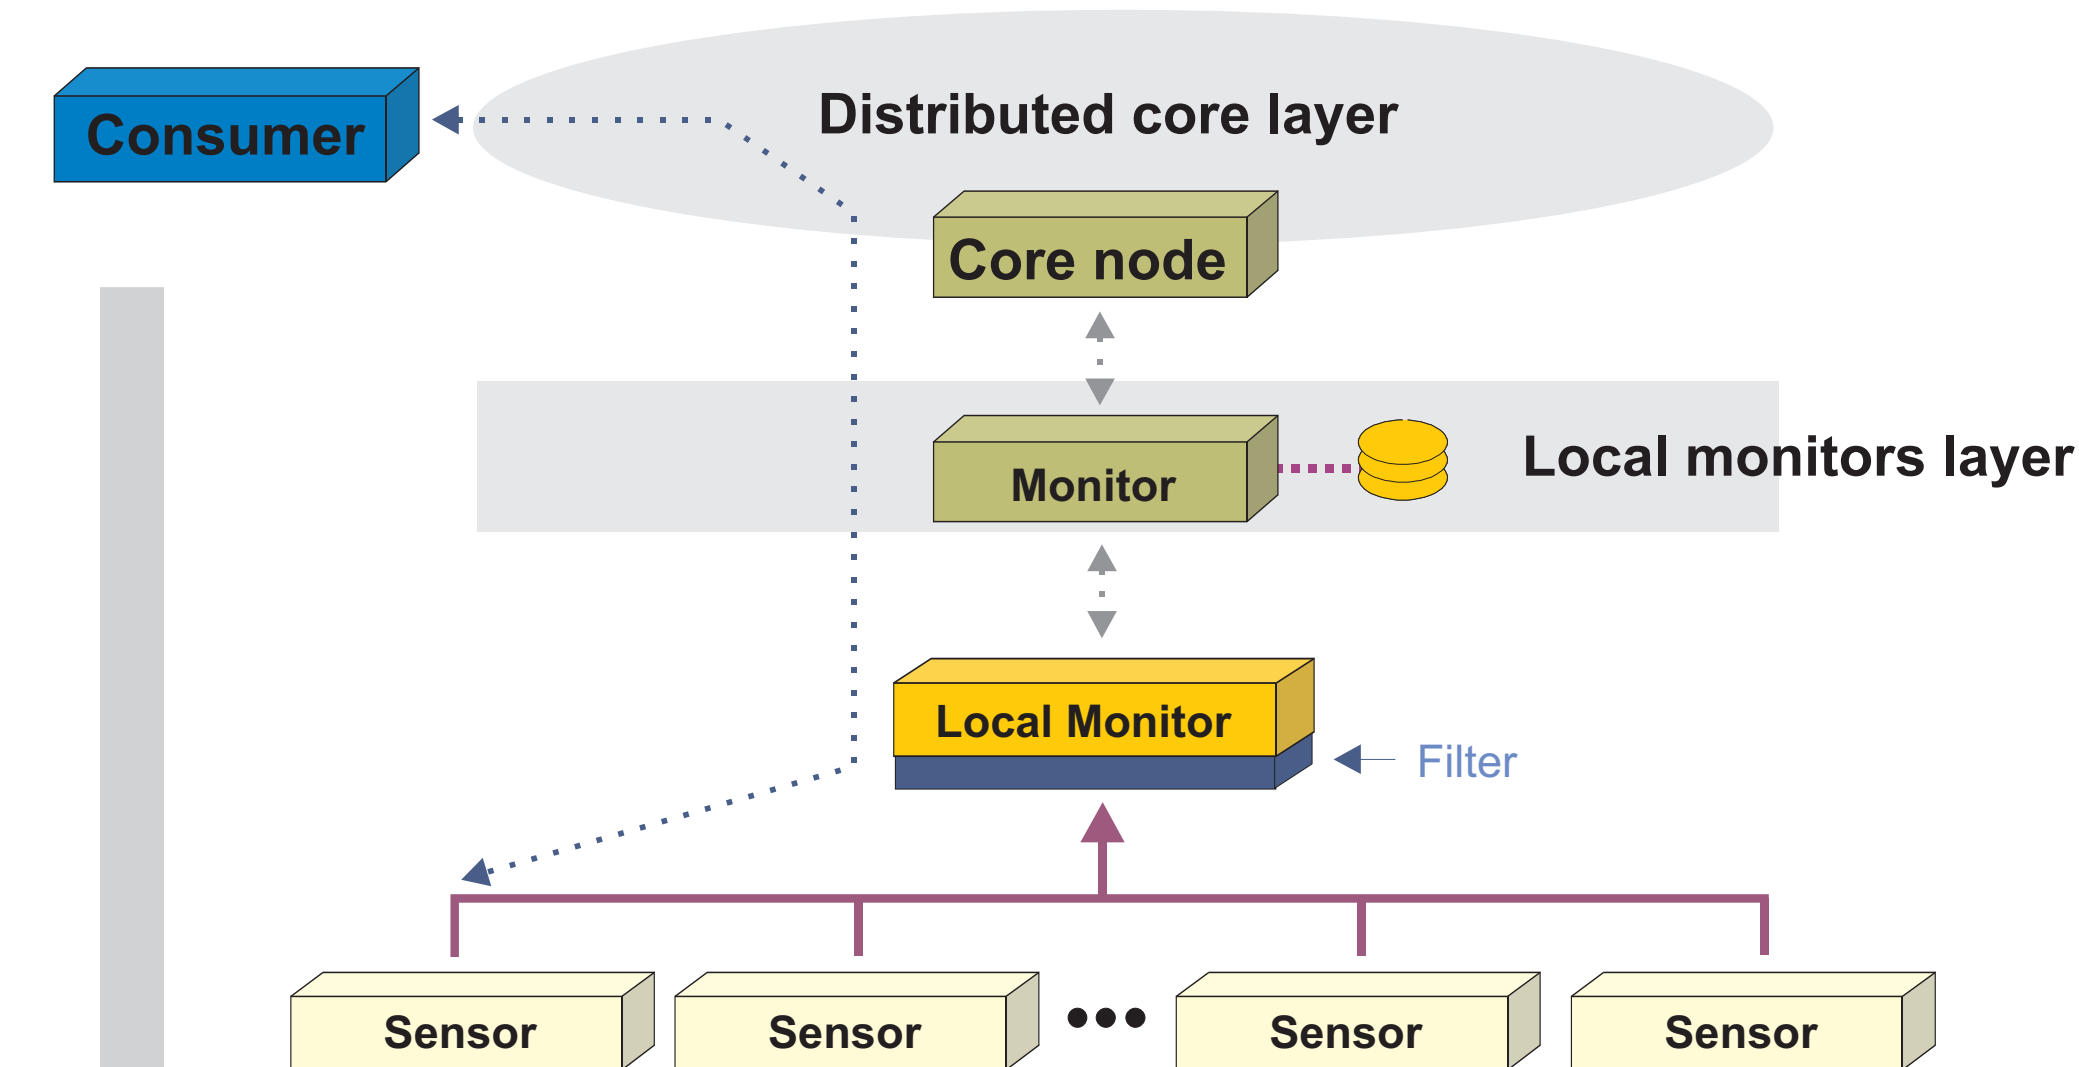 Distributed core layer
Consumer
Core node
Monitor
Local monitors layer
Local Monitor
Filter
Sensor
Sensor
Sensor
Sensor